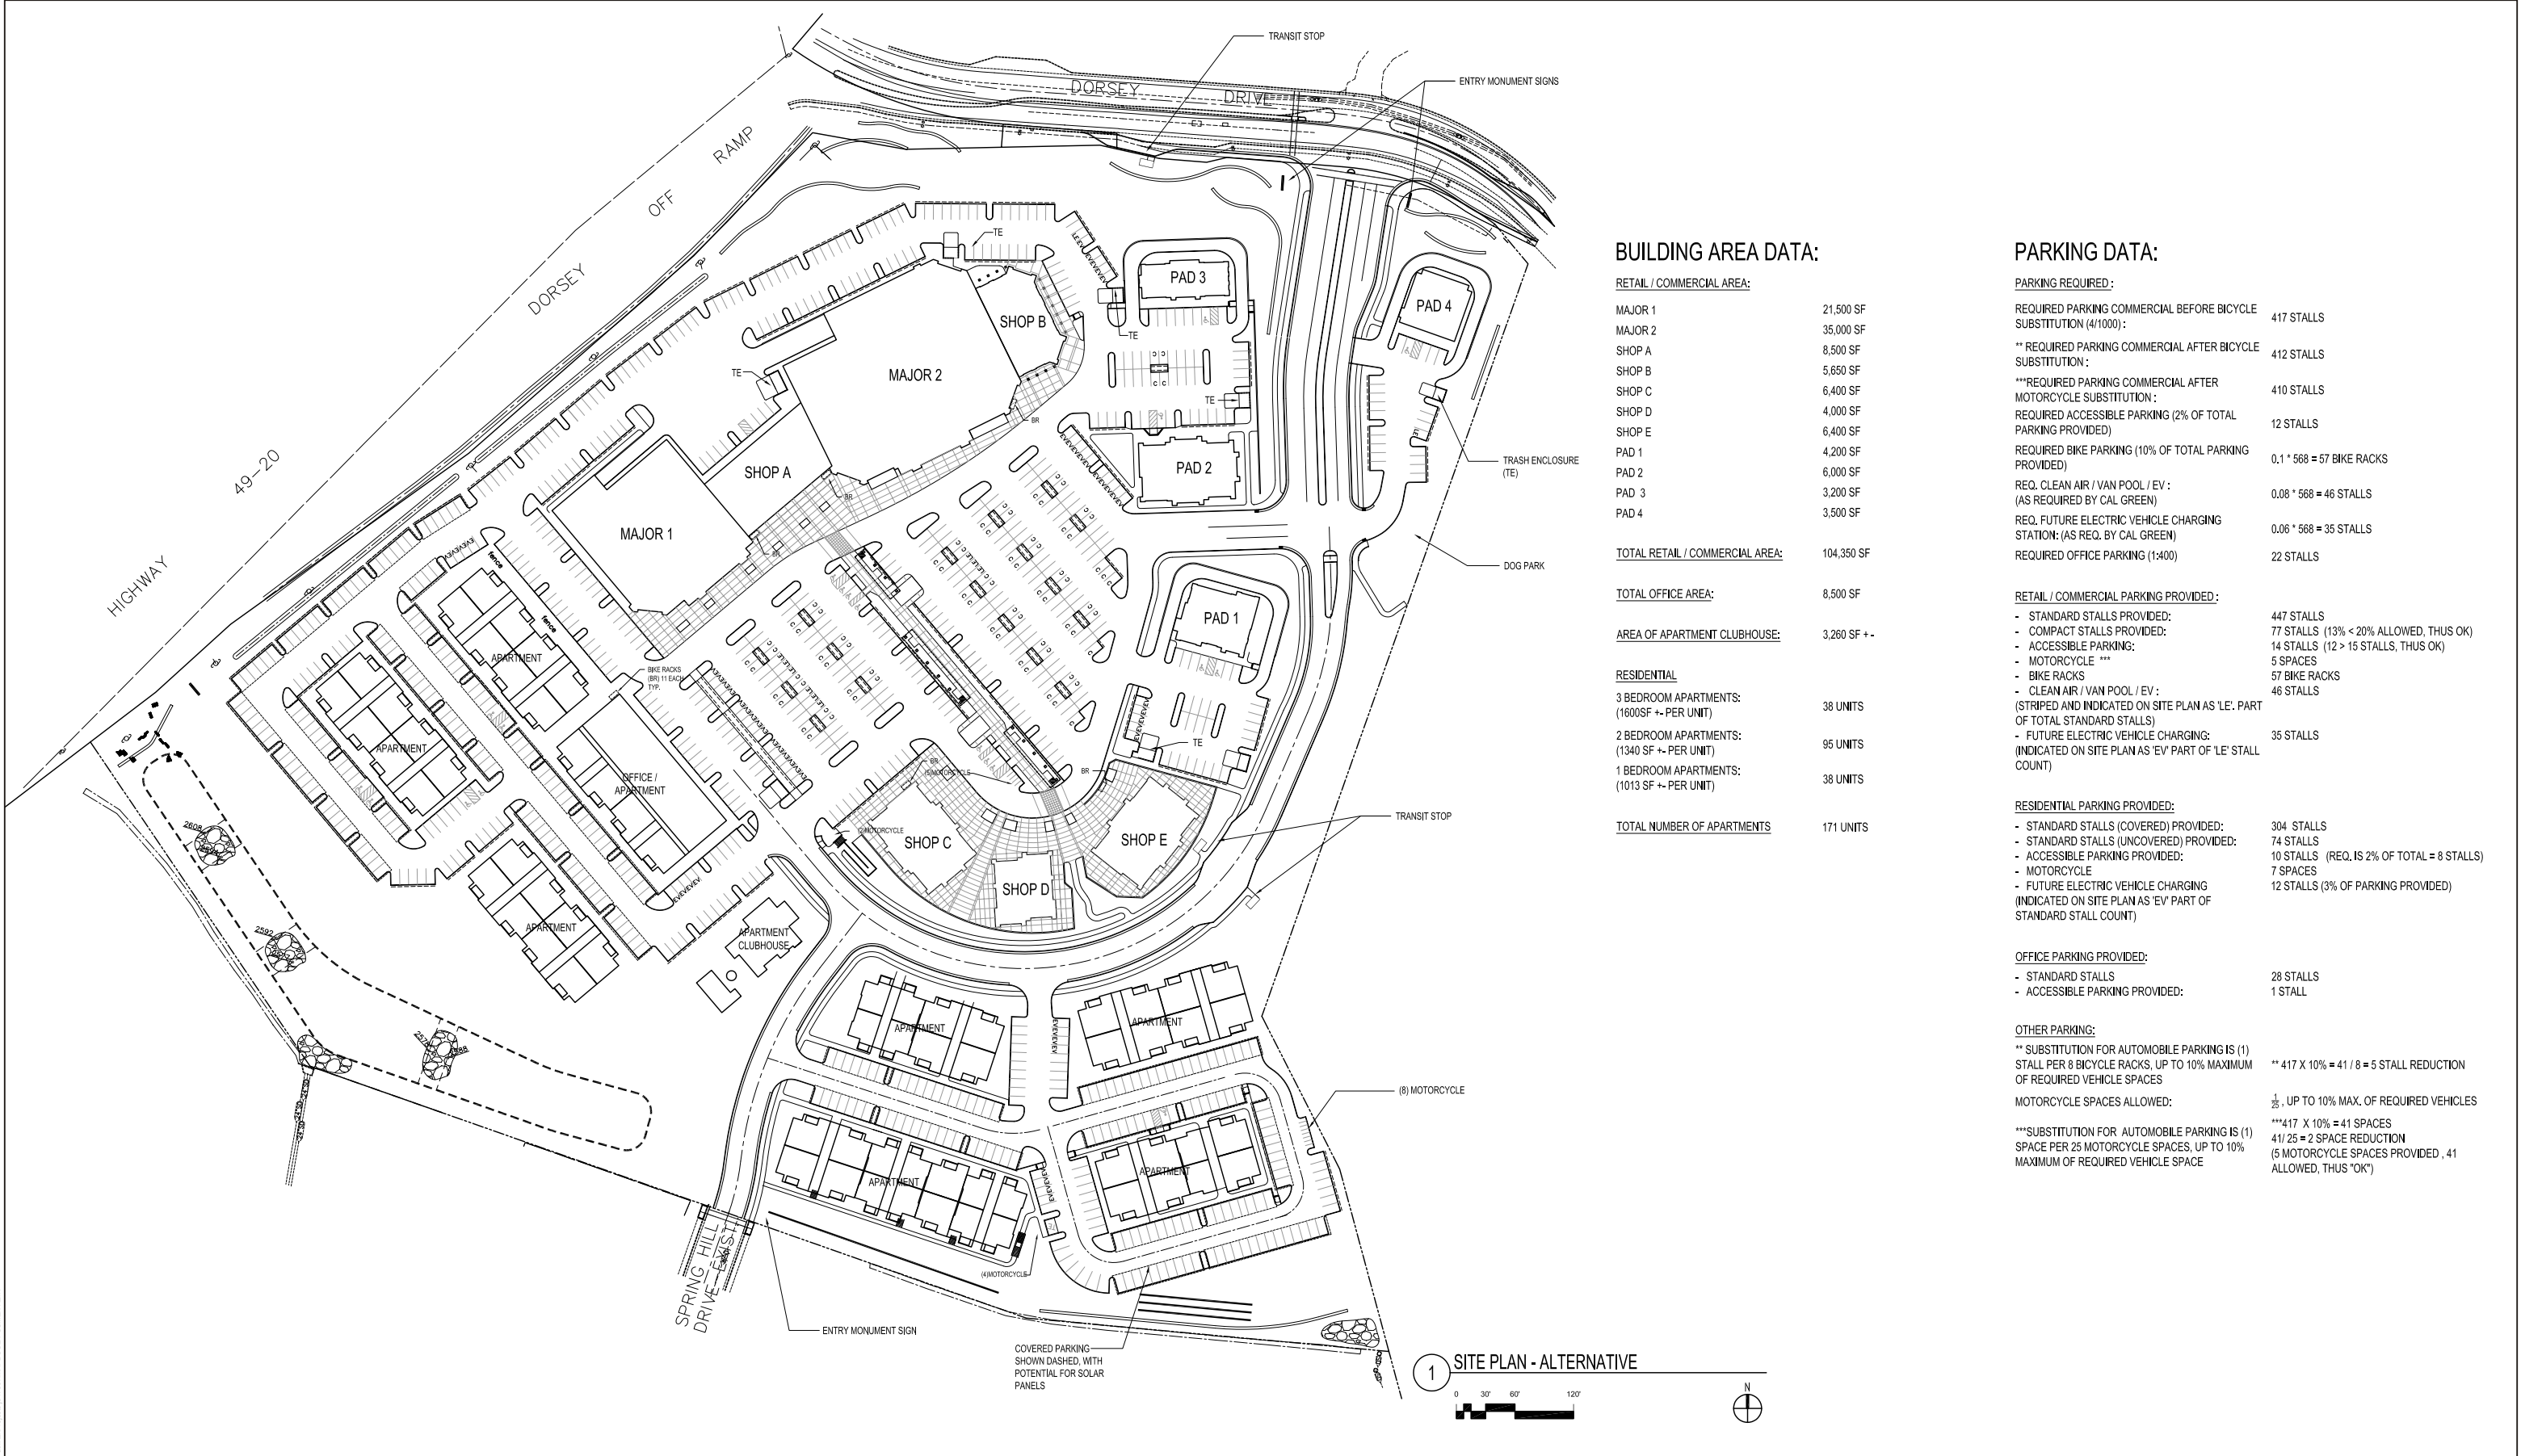 TRANSIT STOP
ENTRY MONUMENT SIGNS
DORSEY DRIVE
DORSEY OFF RAMP
HIGHWAY 49-20
TE
PAD 3
PAD 4
SHOP B
TE
MAJOR 2
TE
TE
BR
PAD 2
SHOP A
BR
TRASH ENCLOSURE
(TE)
MAJOR 1
BR
DOG PARK
fence
fence
PAD 1
APARTMENT
BIKE RACKS
(BR) 11 EACH
TYP.
APARTMENT
TE
OFFICE /
APARTMENT
BR
(5)MOTORCYCLE
BR
TRANSIT STOP
MOTORCYCLE
SHOP C
SHOP E
SHOP D
2608
2592
APARTMENT
APARTMENT
CLUBHOUSE
APARTMENT
APARTMENT
(8) MOTORCYCLE
APARTMENT
APARTMENT
(4)MOTORCYCLE
SPRING HILL
DRIVE-EXIST
ENTRY MONUMENT SIGN
COVERED PARKING
SHOWN DASHED, WITH
POTENTIAL FOR SOLAR
PANELS
1 SITE PLAN - ALTERNATIVE
0 30' 60' 120'
N
BUILDING AREA DATA:
RETAIL / COMMERCIAL AREA:
MAJOR 1 21,500 SF
MAJOR 2 35,000 SF
SHOP A 8,500 SF
SHOP B 5,650 SF
SHOP C 6,400 SF
SHOP D 4,000 SF
SHOP E 6,400 SF
PAD 1 4,200 SF
PAD 2 6,000 SF
PAD 3 3,200 SF
PAD 4 3,500 SF
TOTAL RETAIL / COMMERCIAL AREA: 104,350 SF
TOTAL OFFICE AREA: 8,500 SF
AREA OF APARTMENT CLUBHOUSE: 3,260 SF + -
RESIDENTIAL
3 BEDROOM APARTMENTS:
(1600SF +- PER UNIT) 38 UNITS
2 BEDROOM APARTMENTS:
(1340 SF +- PER UNIT) 95 UNITS
1 BEDROOM APARTMENTS:
(1013 SF +- PER UNIT) 38 UNITS
TOTAL NUMBER OF APARTMENTS 171 UNITS
PARKING DATA:
PARKING REQUIRED :
REQUIRED PARKING COMMERCIAL BEFORE BICYCLE
SUBSTITUTION (4/1000) : 417 STALLS
** REQUIRED PARKING COMMERCIAL AFTER BICYCLE
SUBSTITUTION : 412 STALLS
***REQUIRED PARKING COMMERCIAL AFTER
MOTORCYCLE SUBSTITUTION : 410 STALLS
REQUIRED ACCESSIBLE PARKING (2% OF TOTAL
PARKING PROVIDED) 12 STALLS
REQUIRED BIKE PARKING (10% OF TOTAL PARKING
PROVIDED) 0.1 * 568 = 57 BIKE RACKS
REQ. CLEAN AIR / VAN POOL / EV :
(AS REQUIRED BY CAL GREEN) 0.08 * 568 = 46 STALLS
REQ. FUTURE ELECTRIC VEHICLE CHARGING
STATION: (AS REQ. BY CAL GREEN) 0.06 * 568 = 35 STALLS
REQUIRED OFFICE PARKING (1:400) 22 STALLS
RETAIL / COMMERCIAL PARKING PROVIDED :
- STANDARD STALLS PROVIDED: 447 STALLS
- COMPACT STALLS PROVIDED: 77 STALLS (13% < 20% ALLOWED, THUS OK)
- ACCESSIBLE PARKING: 14 STALLS (12 > 15 STALLS, THUS OK)
- MOTORCYCLE *** 5 SPACES
- BIKE RACKS 57 BIKE RACKS
- CLEAN AIR / VAN POOL / EV : 46 STALLS
(STRIPED AND INDICATED ON SITE PLAN AS 'LE'. PART
OF TOTAL STANDARD STALLS)
- FUTURE ELECTRIC VEHICLE CHARGING: 35 STALLS
(INDICATED ON SITE PLAN AS 'EV' PART OF 'LE' STALL
COUNT)
RESIDENTIAL PARKING PROVIDED:
- STANDARD STALLS (COVERED) PROVIDED: 304 STALLS
- STANDARD STALLS (UNCOVERED) PROVIDED: 74 STALLS
- ACCESSIBLE PARKING PROVIDED: 10 STALLS (REQ. IS 2% OF TOTAL = 8 STALLS)
- MOTORCYCLE 7 SPACES
- FUTURE ELECTRIC VEHICLE CHARGING 12 STALLS (3% OF PARKING PROVIDED)
(INDICATED ON SITE PLAN AS 'EV' PART OF
STANDARD STALL COUNT)
OFFICE PARKING PROVIDED:
- STANDARD STALLS 28 STALLS
- ACCESSIBLE PARKING PROVIDED: 1 STALL
OTHER PARKING:
** SUBSTITUTION FOR AUTOMOBILE PARKING IS (1)
STALL PER 8 BICYCLE RACKS, UP TO 10% MAXIMUM ** 417 X 10% = 41 / 8 = 5 STALL REDUCTION
OF REQUIRED VEHICLE SPACES
MOTORCYCLE SPACES ALLOWED: 1/25 , UP TO 10% MAX. OF REQUIRED VEHICLES
***SUBSTITUTION FOR AUTOMOBILE PARKING IS (1)
SPACE PER 25 MOTORCYCLE SPACES, UP TO 10%
MAXIMUM OF REQUIRED VEHICLE SPACE
***417 X 10% = 41 SPACES
41/ 25 = 2 SPACE REDUCTION
(5 MOTORCYCLE SPACES PROVIDED , 41
ALLOWED, THUS "OK")